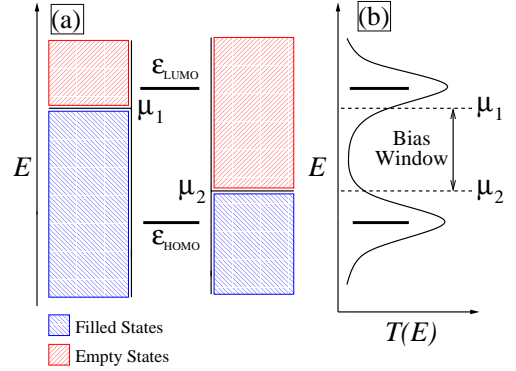 (a)
(b)
E
ε_LUMO
μ_1
μ_2
ε_HOMO
Filled States
Empty States
E
μ_1
Bias
Window
μ_2
T(E)